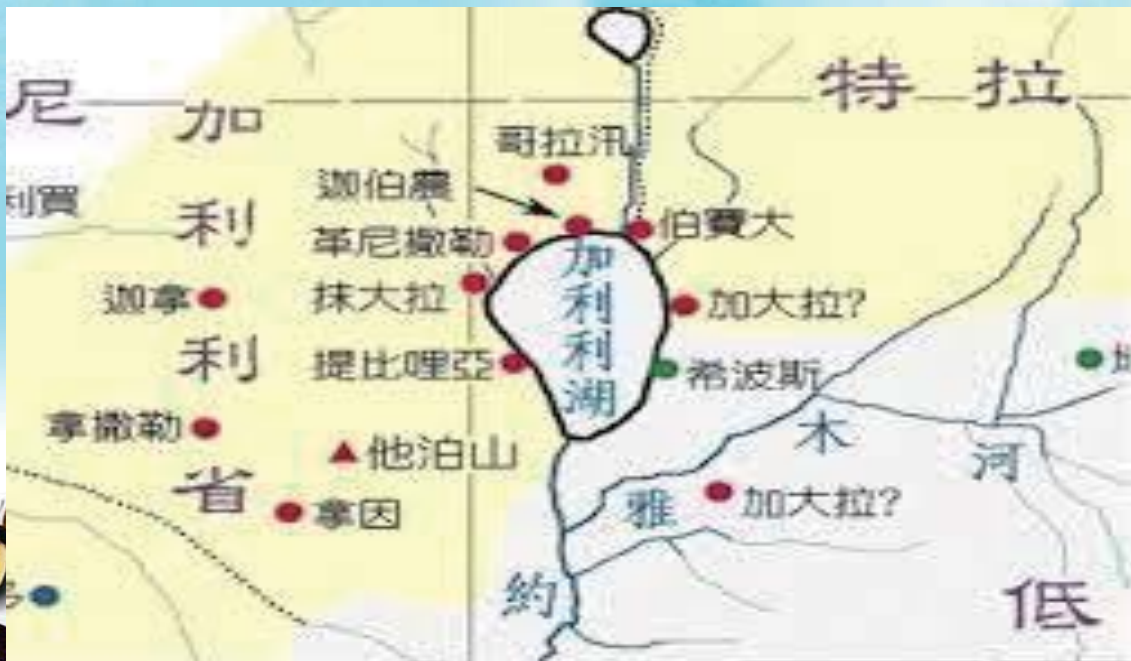 尼
特拉
加利利省
利買
哥拉汛
迦伯農
革尼撒勒
伯賽大
抹大拉
迦拿
加利利湖
加大拉?
提比哩亞
希波斯
拿撒勒
他泊山
拿因
雅木河
加大拉?
約
低